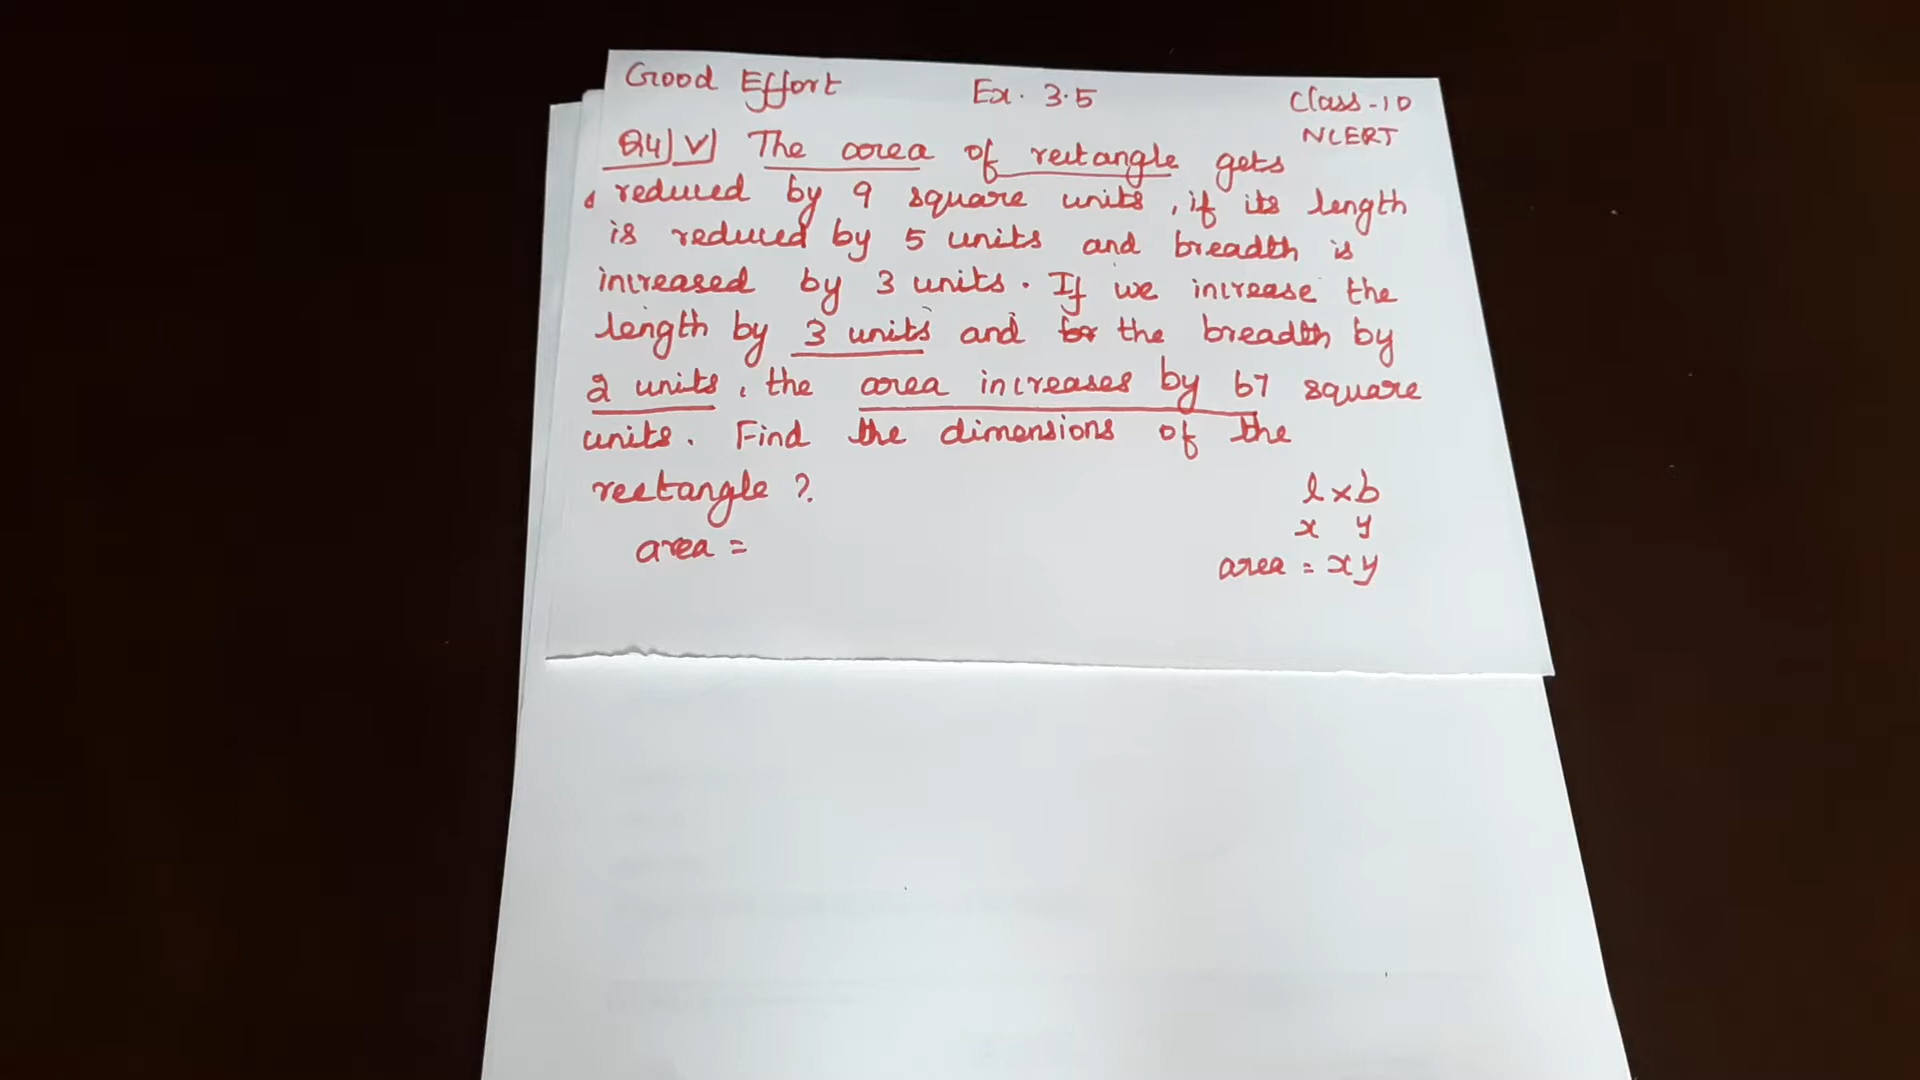 Good Effort Ex. 3.5 Class-10
NCERT
Q4) V) The area of rectangle gets
reduced by 9 square units, if its length
is reduced by 5 units and breadth is
increased by 3 units. If we increase the
length by 3 units and the breadth by
2 units, the area increases by 67 square
units. Find the dimensions of the
rectangle ?
l x b
x y
area =
area = xy